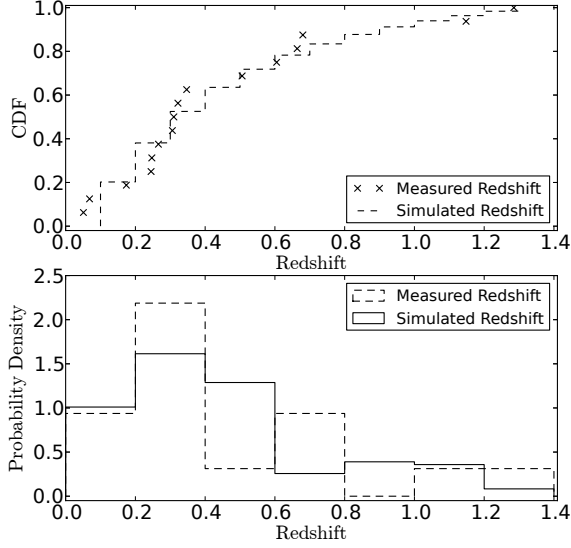 1.0
0.8
0.6
0.4
0.2
0.0
CDF
× × Measured Redshift
-- Simulated Redshift
0.0 0.2 0.4 0.6 0.8 1.0 1.2 1.4
Redshift
2.5
2.0
1.5
1.0
0.5
0.0
Probability Density
Measured Redshift
Simulated Redshift
0.0 0.2 0.4 0.6 0.8 1.0 1.2 1.4
Redshift